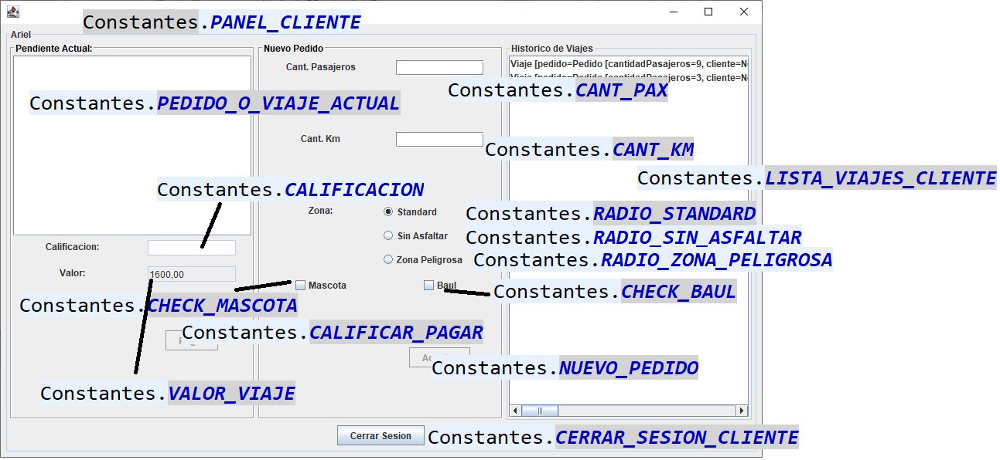 Constantes.PANEL_CLIENTE
Ariel
Pendiente Actual:
Nuevo Pedido
Historico de Viajes
Cant. Pasajeros
Viaje [pedido=Pedido [cantidadPasajeros=9, cliente=N
Viaje [pedido=Pedido [cantidadPasajeros=3, cliente=N
Constantes.CANT_PAX
Constantes.PEDIDO_O_VIAJE_ACTUAL
Cant. Km
Constantes.CANT_KM
Constantes.LISTA_VIAJES_CLIENTE
Constantes.CALIFICACION
Zona:
Standard
Constantes.RADIO_STANDARD
Sin Asfaltar
Constantes.RADIO_SIN_ASFALTAR
Calificacion:
Zona Peligrosa
Constantes.RADIO_ZONA_PELIGROSA
Valor:
1600,00
Mascota
Baul
Constantes.CHECK_BAUL
Constantes.CHECK_MASCOTA
Constantes.CALIFICAR_PAGAR
Constantes.NUEVO_PEDIDO
Constantes.VALOR_VIAJE
Cerrar Sesion
Constantes.CERRAR_SESION_CLIENTE